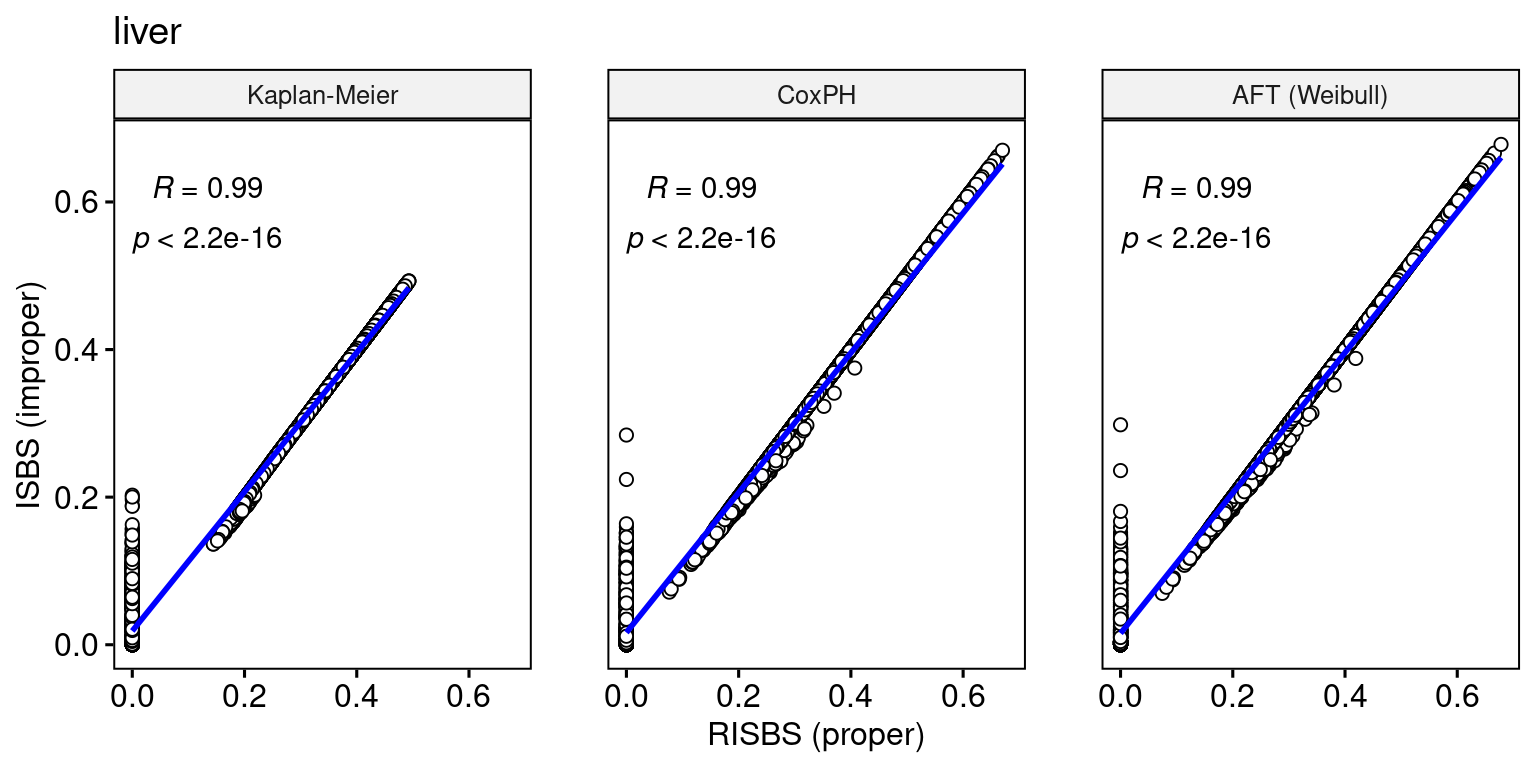 liver
Kaplan-Meier
CoxPH
AFT (Weibull)
R = 0.99
p < 2.2e-16
R = 0.99
p < 2.2e-16
R = 0.99
p < 2.2e-16
ISBS (improper)
0.6
0.4
0.2
0.0
0.0 0.2 0.4 0.6
0.0 0.2 0.4 0.6
0.0 0.2 0.4 0.6
RISBS (proper)